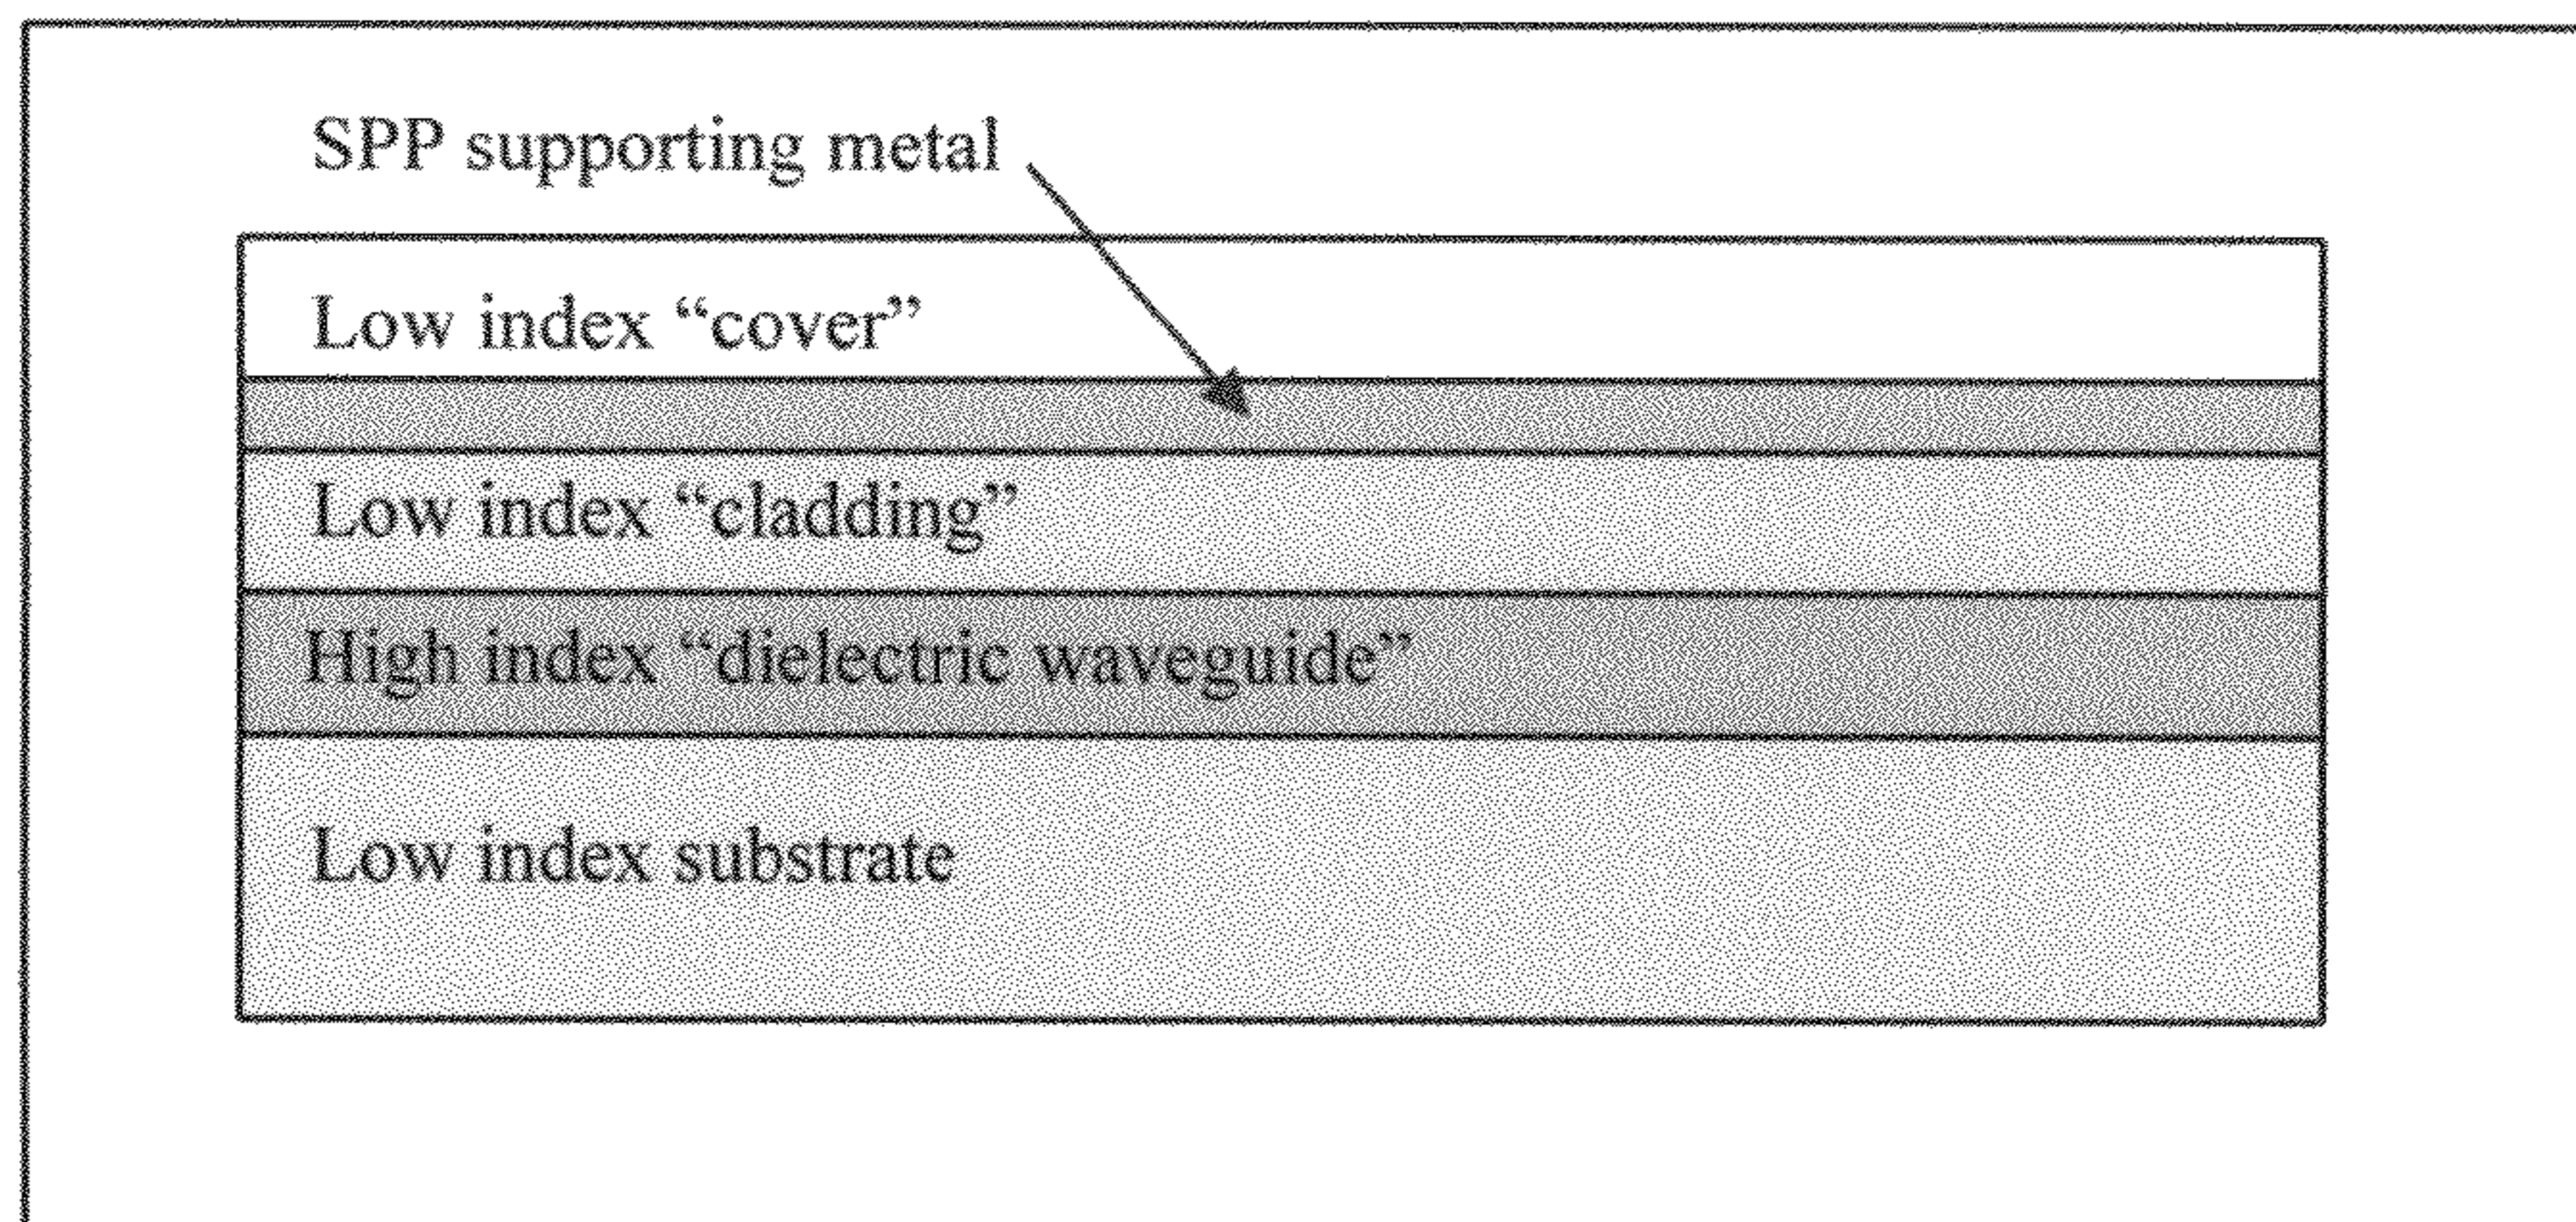 SPP supporting metal
Low index “cover”
Low index “cladding”
High index “dielectric waveguide”
Low index substrate